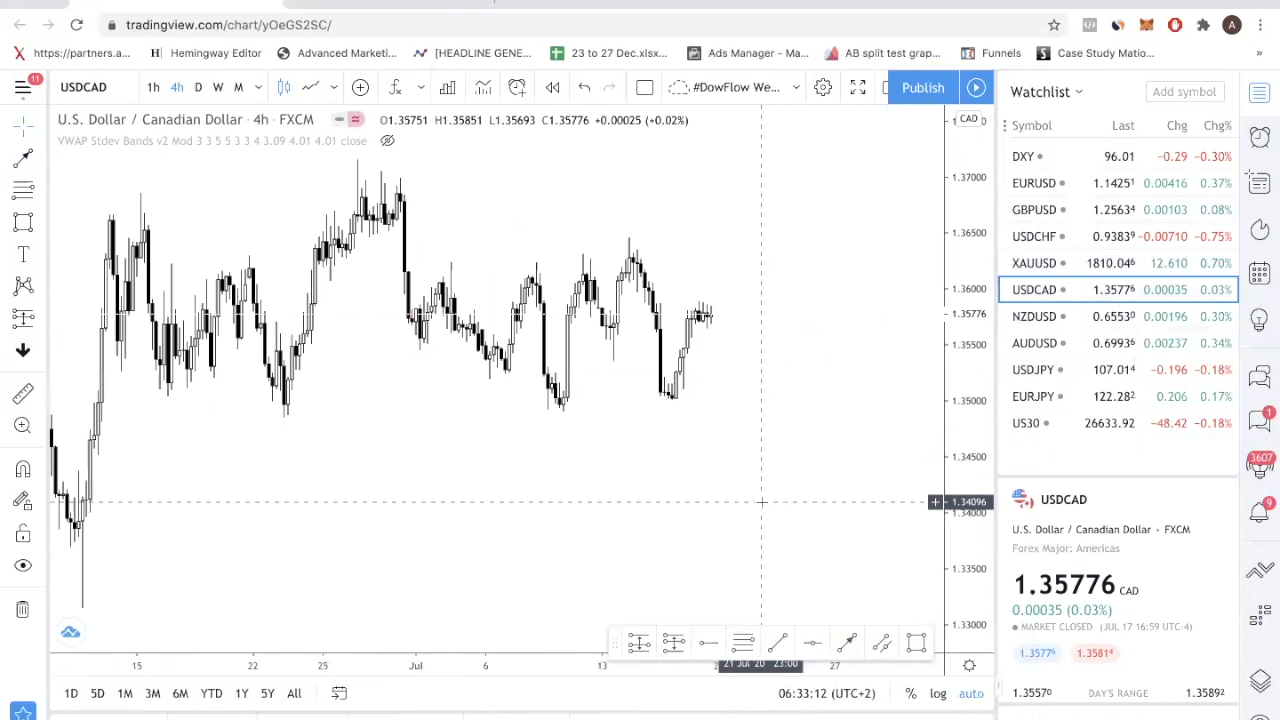 tradingview.com/chart/yOeGS2SC/
A
https://partners.a...
Hemingway Editor
Advanced Marketi...
[HEADLINE GENE...
23 to 27 Dec.xlsx...
Ads Manager - Ma...
AB split test grap...
Funnels
Case Study Matio...
»
11
USDCAD
1h 4h D W M
#DowFlow We...
Publish
Watchlist
Add symbol
U.S. Dollar / Canadian Dollar · 4h · FXCM
O1.35751 H1.35851 L1.35693 C1.35776 +0.00025 (+0.02%)
CAD
VWAP Stdev Bands v2 Mod 3 3 5 5 3 3 4 3.09 4.01 4.01 close
Symbol Last Chg Chg%
DXY 96.01 −0.29 −0.30%
EURUSD 1.14251 0.00416 0.37%
GBPUSD 1.25634 0.00103 0.08%
USDCHF 0.93839 −0.00710 −0.75%
XAUUSD 1810.046 12.610 0.70%
USDCAD 1.35776 0.00035 0.03%
NZDUSD 0.65530 0.00196 0.30%
AUDUSD 0.69936 0.00237 0.34%
USDJPY 107.014 −0.196 −0.18%
EURJPY 122.282 0.206 0.17%
US30 26633.92 −48.42 −0.18%
1.37000
1.36500
1.36000
1.35776
1.35500
1.35000
1.34500
1.34096
1.34000
1.33500
1.33000
1
3607
9
USDCAD
U.S. Dollar / Canadian Dollar · FXCM
Forex Major: Americas
1.35776 CAD
0.00035 (0.03%)
MARKET CLOSED (JUL 17 16:59 UTC-4)
1.35776 1.35814
1.35570 DAY'S RANGE 1.35892
15 22 25 Jul 6 13 21 Jul '20 23:00 27
1D 5D 1M 3M 6M YTD 1Y 5Y All
06:33:12 (UTC+2) % log auto